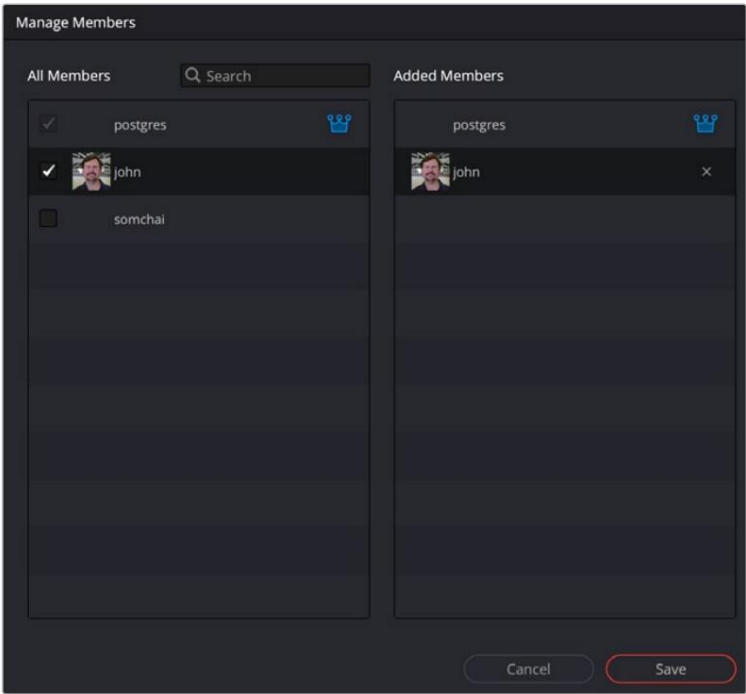 Manage Members
All Members
Search
Added Members
postgres
john
somchai
postgres
john
Cancel
Save